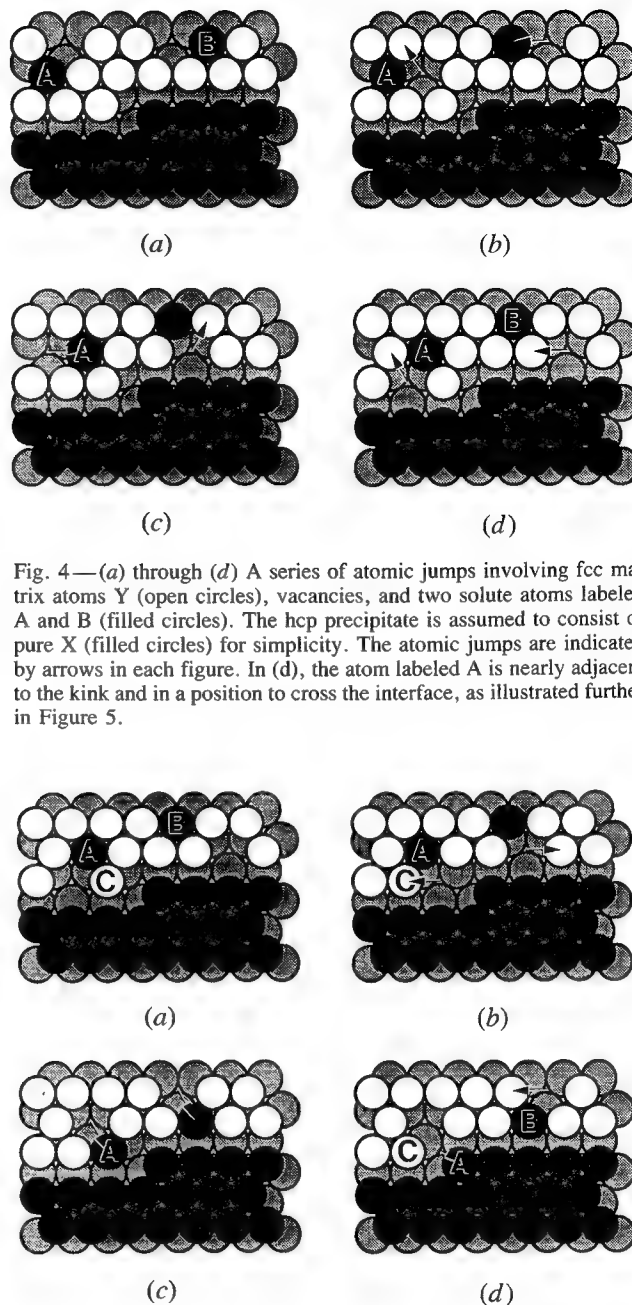 B
A
A
(a)
(b)
A
B
A
(c)
(d)
Fig. 4—(a) through (d) A series of atomic jumps involving fcc ma-
trix atoms Y (open circles), vacancies, and two solute atoms labele
A and B (filled circles). The hcp precipitate is assumed to consist o
pure X (filled circles) for simplicity. The atomic jumps are indicate
by arrows in each figure. In (d), the atom labeled A is nearly adjacen
to the kink and in a position to cross the interface, as illustrated furthe
in Figure 5.
B
A
C
A
C
(a)
(b)
A
B
C
A
(c)
(d)